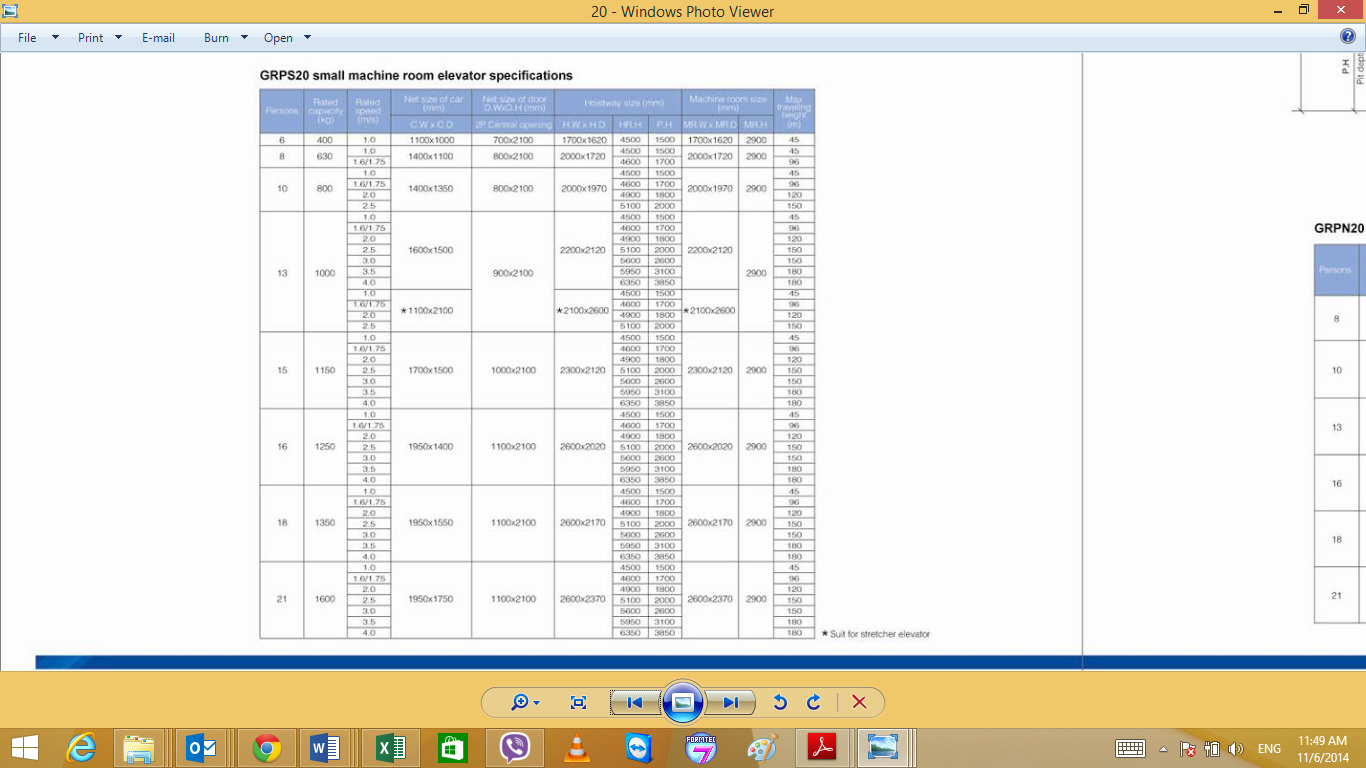 20 - Windows Photo Viewer
File Print E-mail Burn Open
GRPS20 small machine room elevator specifications
Persons
Rated capacity (kg)
Rated speed (m/s)
Net size of car (mm)
Net size of door D.WxD.H (mm)
Hoistway size (mm)
Machine room size (mm)
Max traveling height (m)
C.W x C.D 2P Central opening H.W x H.D HR.H P.H MR.W x MR.D MR.H
6 400 1.0 1100x1000 700x2100 1700x1620 4500 1500 1700x1620 2900 45
8 630 1400x1100 800x2100 2000x1720 2000x1720 2900
1.0 4500 1500 45
1.6/1.75 4600 1700 96
10 800 1400x1350 800x2100 2000x1970 2000x1970 2900
1.0 4500 1500 45
1.6/1.75 4600 1700 96
2.0 4900 1800 120
2.5 5100 2000 150
13 1000 900x2100 2900
1600x1500 2200x2120 2200x2120
1.0 4500 1500 45
1.6/1.75 4600 1700 96
2.0 4900 1800 120
2.5 5100 2000 150
3.0 5600 2600 150
3.5 5950 3100 180
4.0 6350 3850 180
*1100x2100 *2100x2600 *2100x2600
1.0 4500 1500 45
1.6/1.75 4600 1700 96
2.0 4900 1800 120
2.5 5100 2000 150
15 1150 1700x1500 1000x2100 2300x2120 2300x2120 2900
1.0 4500 1500 45
1.6/1.75 4600 1700 96
2.0 4900 1800 120
2.5 5100 2000 150
3.0 5600 2600 150
3.5 5950 3100 180
4.0 6350 3850 180
16 1250 1950x1400 1100x2100 2600x2020 2600x2020 2900
1.0 4500 1500 45
1.6/1.75 4600 1700 96
2.0 4900 1800 120
2.5 5100 2000 150
3.0 5600 2600 150
3.5 5950 3100 180
4.0 6350 3850 180
18 1350 1950x1550 1100x2100 2600x2170 2600x2170 2900
1.0 4500 1500 45
1.6/1.75 4600 1700 96
2.0 4900 1800 120
2.5 5100 2000 150
3.0 5600 2600 150
3.5 5950 3100 180
4.0 6350 3850 180
21 1600 1950x1750 1100x2100 2600x2370 2600x2370 2900
1.0 4500 1500 45
1.6/1.75 4600 1700 96
2.0 4900 1800 120
2.5 5100 2000 150
3.0 5600 2600 150
3.5 5950 3100 180
4.0 6350 3850 180
* Suit for stretcher elevator
P.H
Pit dept
GRPN20
Persons
8
10
13
16
18
21
FORMTEC
7
ENG
11:49 AM
11/6/2014